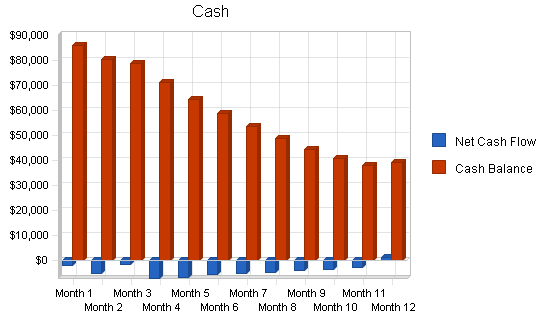 Cash
$90,000
$80,000
$70,000
$60,000
$50,000
$40,000
$30,000
$20,000
$10,000
$0
Net Cash Flow
Cash Balance
Month 1 Month 3 Month 5 Month 7 Month 9 Month 11
Month 2 Month 4 Month 6 Month 8 Month 10 Month 12